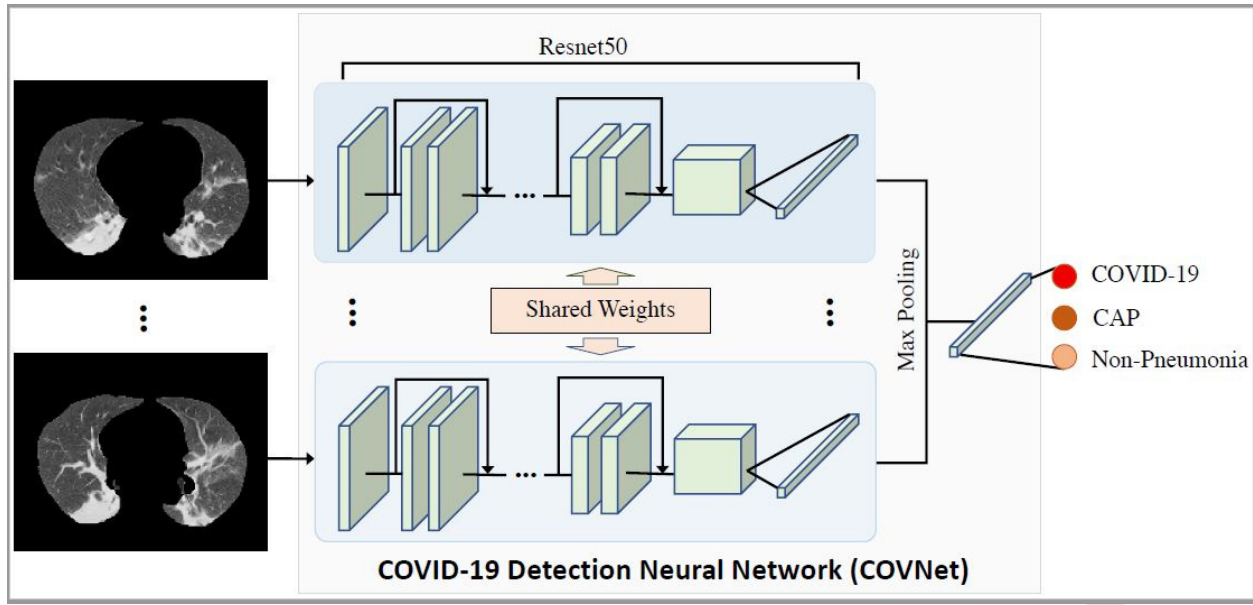 Resnet50
...
...
Shared Weights
...
...
Max Pooling
COVID-19
CAP
Non-Pneumonia
COVID-19 Detection Neural Network (COVNet)